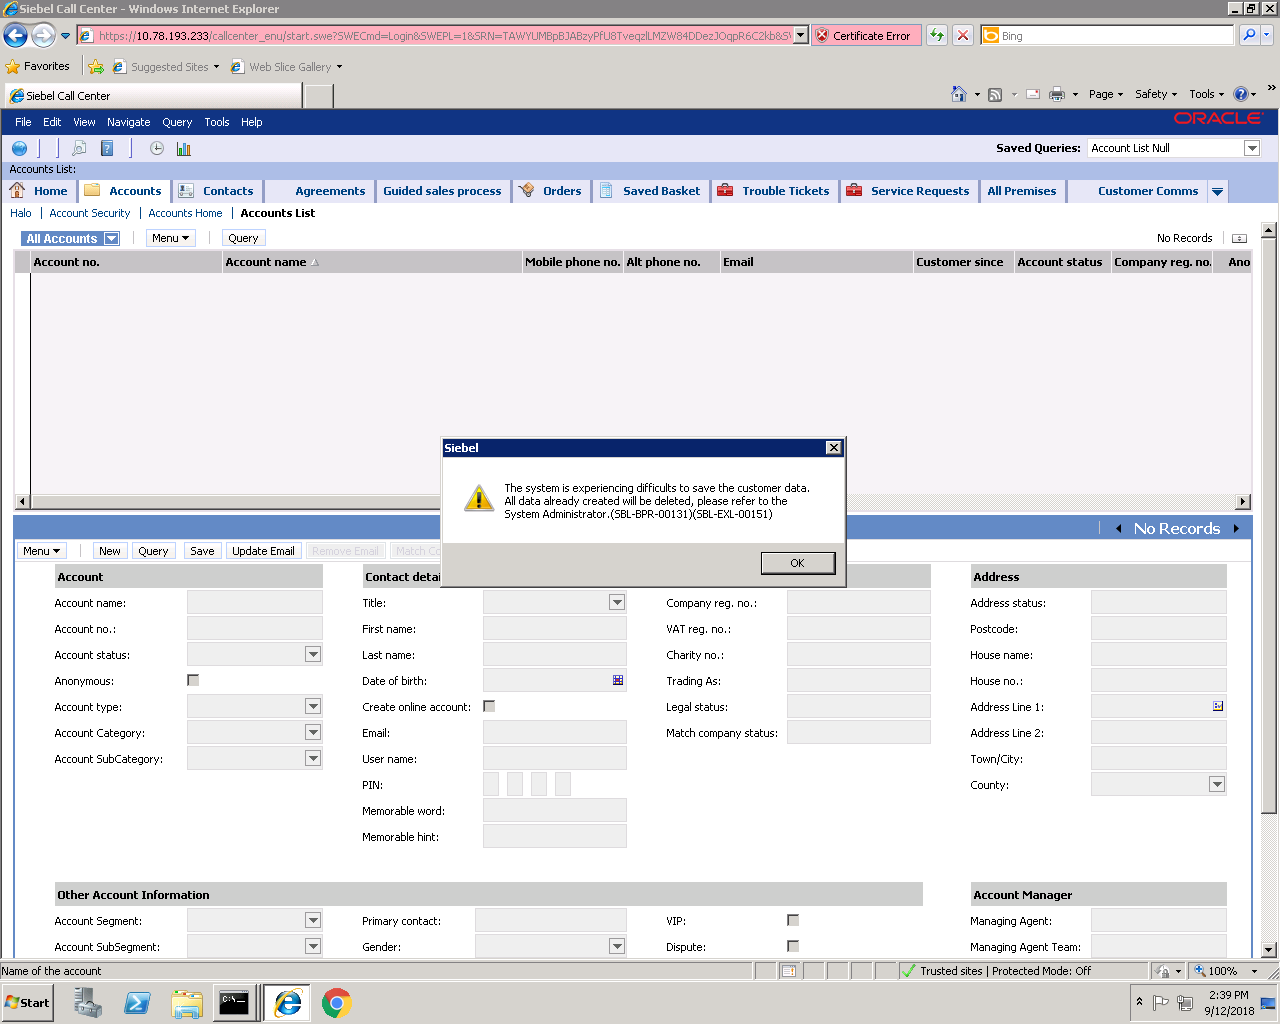 Siebel Call Center - Windows Internet Explorer
https://10.78.193.233/callcenter_enu/start.swe?SWECmd=Login&SWEPL=1&SRN=
Certificate Error
Bing
Favorites
Suggested Sites
Web Slice Gallery
Siebel Call Center
Page
Safety
Tools
File Edit View Navigate Query Tools Help
ORACLE
Saved Queries:
Account List Null
Accounts List:
Home
Accounts
Contacts
Agreements
Guided sales process
Orders
Saved Basket
Trouble Tickets
Service Requests
All Premises
Customer Comms
Halo | Account Security | Accounts Home | Accounts List
All Accounts
Menu
Query
No Records
Account no.
Account name
Mobile phone no.
Alt phone no.
Email
Customer since
Account status
Company reg. no.
Ano
Siebel
The system is experiencing difficults to save the customer data.
All data already created will be deleted, please refer to the
System Administrator.(SBL-BPR-00131)(SBL-EXL-00151)
OK
No Records
Menu
New
Query
Save
Update Email
Remove Email
Match Co
Account
Account name:
Account no.:
Account status:
Anonymous:
Account type:
Account Category:
Account SubCategory:
Contact detai
Title:
First name:
Last name:
Date of birth:
Create online account:
Email:
User name:
PIN:
Memorable word:
Memorable hint:
Company reg. no.:
VAT reg. no.:
Charity no.:
Trading As:
Legal status:
Match company status:
Address
Address status:
Postcode:
House name:
House no.:
Address Line 1:
Address Line 2:
Town/City:
County:
Other Account Information
Account Segment:
Account SubSegment:
Primary contact:
Gender:
VIP:
Dispute:
Account Manager
Managing Agent:
Managing Agent Team:
Name of the account
Trusted sites | Protected Mode: Off
100%
Start
2:39 PM
9/12/2018